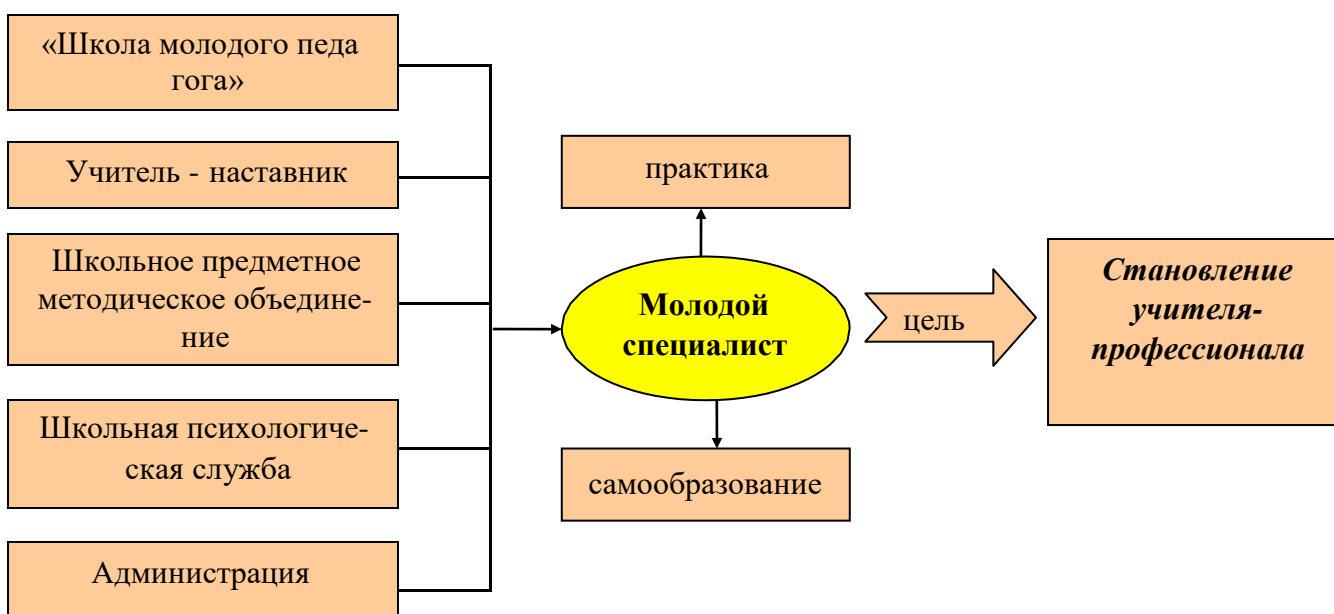 «Школа молодого педа
гога»
Учитель - наставник
Школьное предметное
методическое объедине-
ние
Школьная психологиче-
ская служба
Администрация
практика
Молодой
специалист
самообразование
цель
Становление
учителя-
профессионала